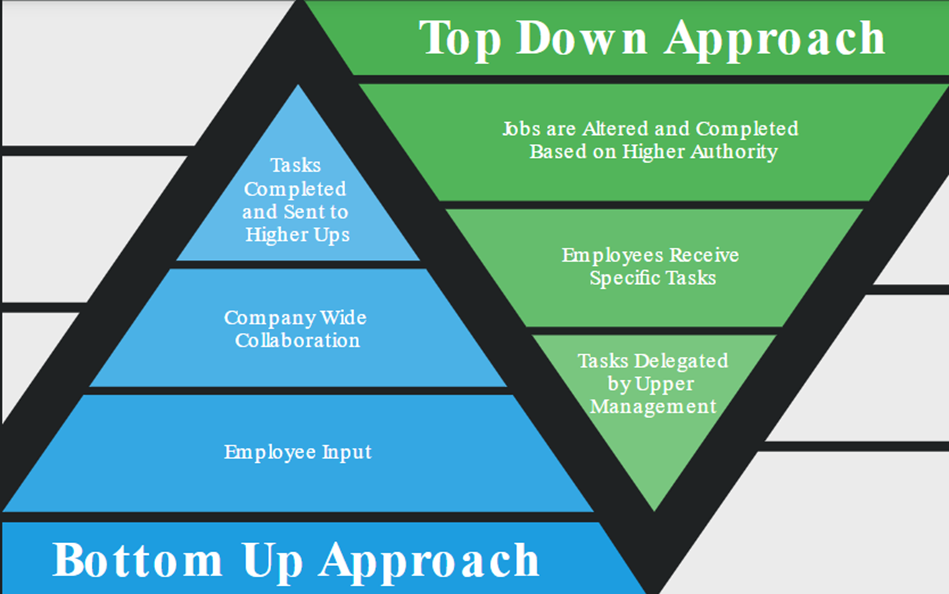 Top Down Approach
Jobs are Altered and Completed
Based on Higher Authority
Employees Receive
Specific Tasks
Tasks Delegated
by Upper
Management
Tasks
Completed
and Sent to
Higher Ups
Company Wide
Collaboration
Employee Input
Bottom Up Approach